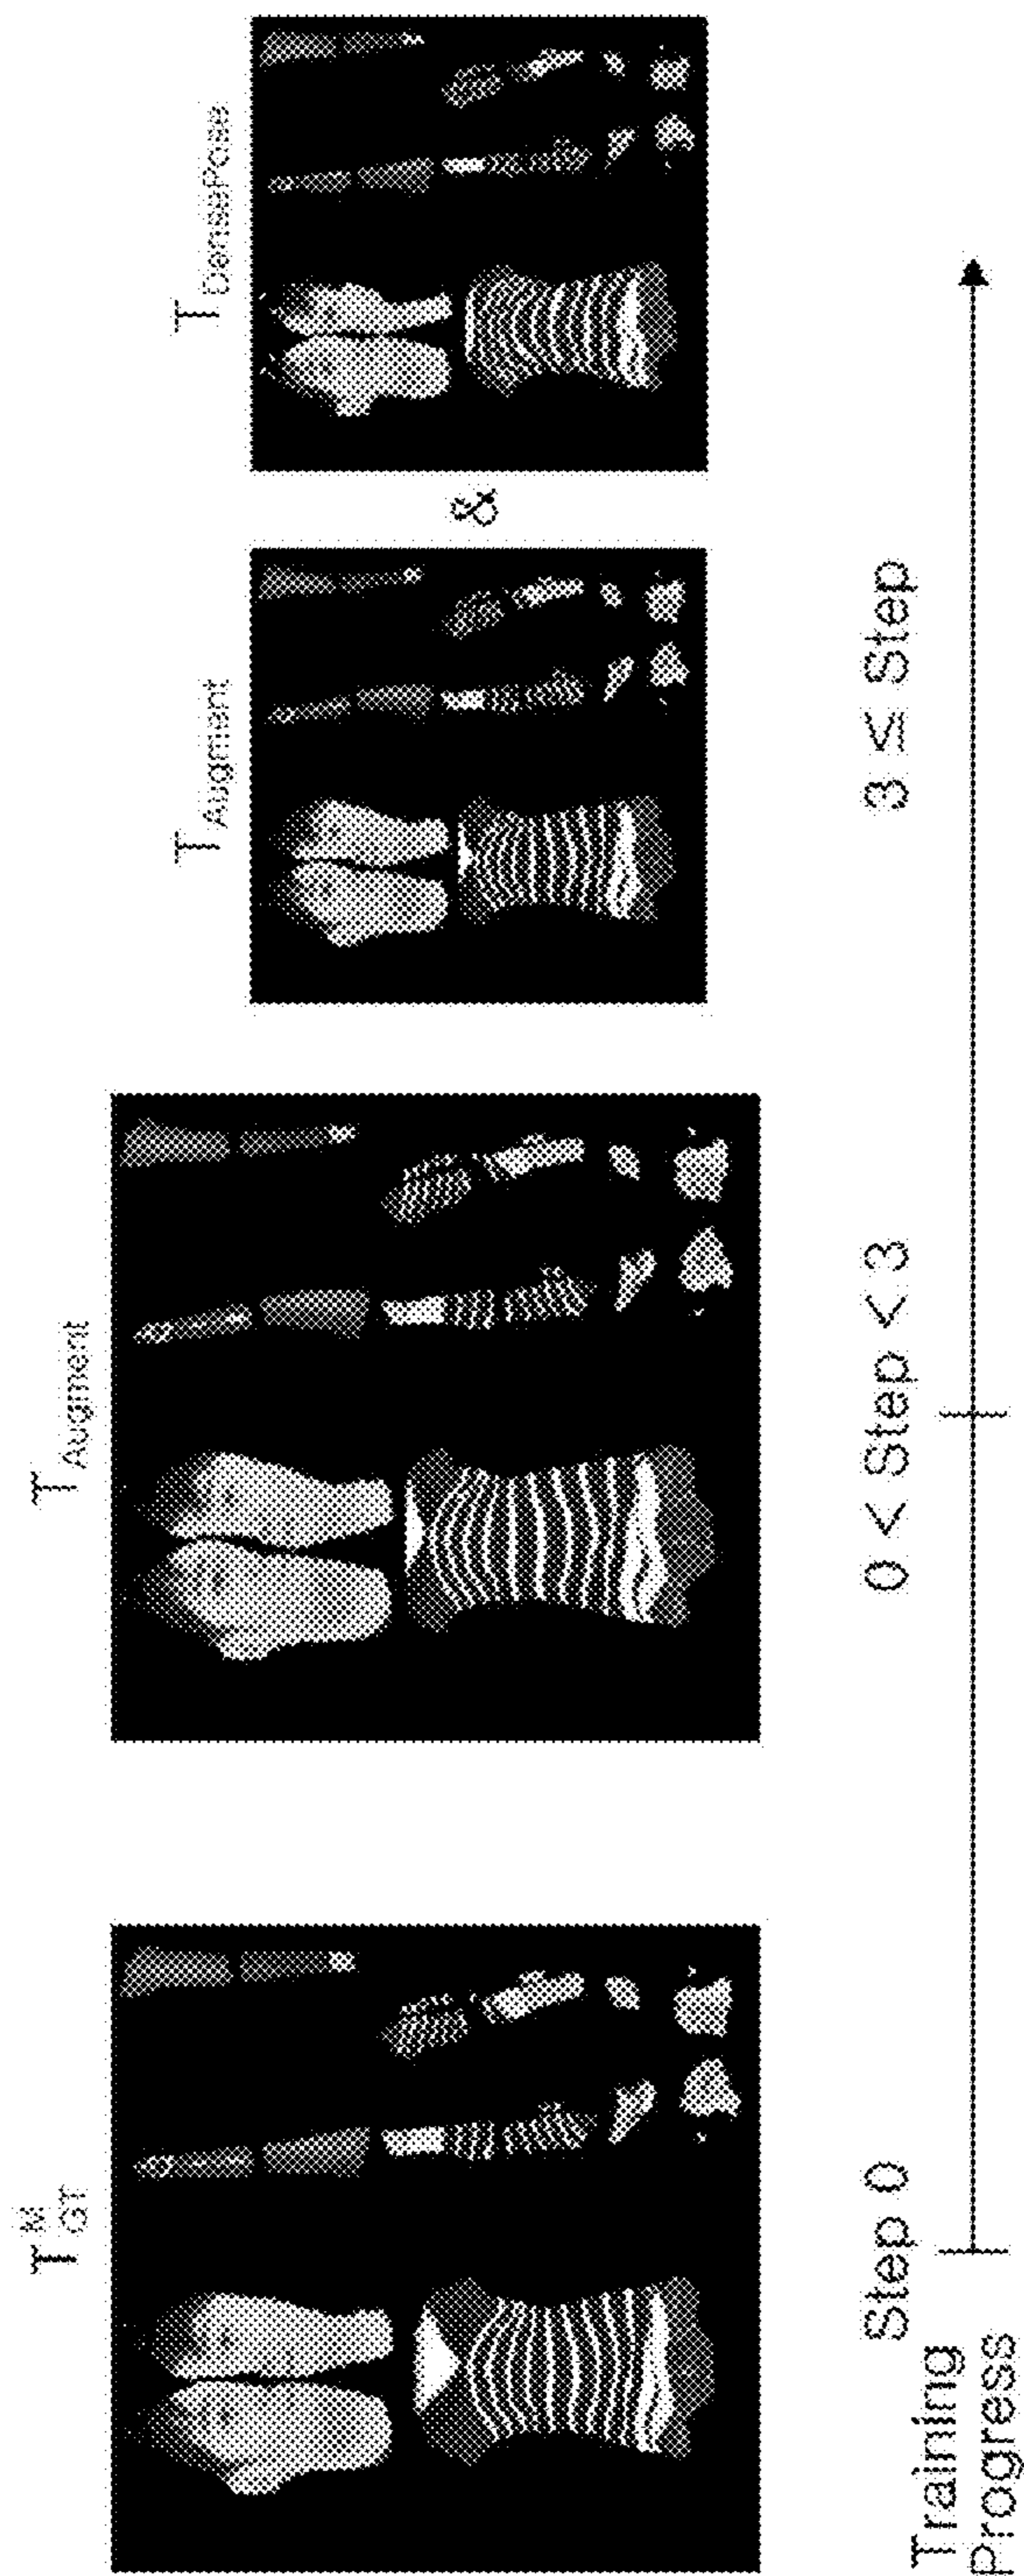 T^M_GT
T_Augment
T_Augment
&
T_DensePose
Step 0
0 < Step < 3
3 ≤ Step
Training
Progress